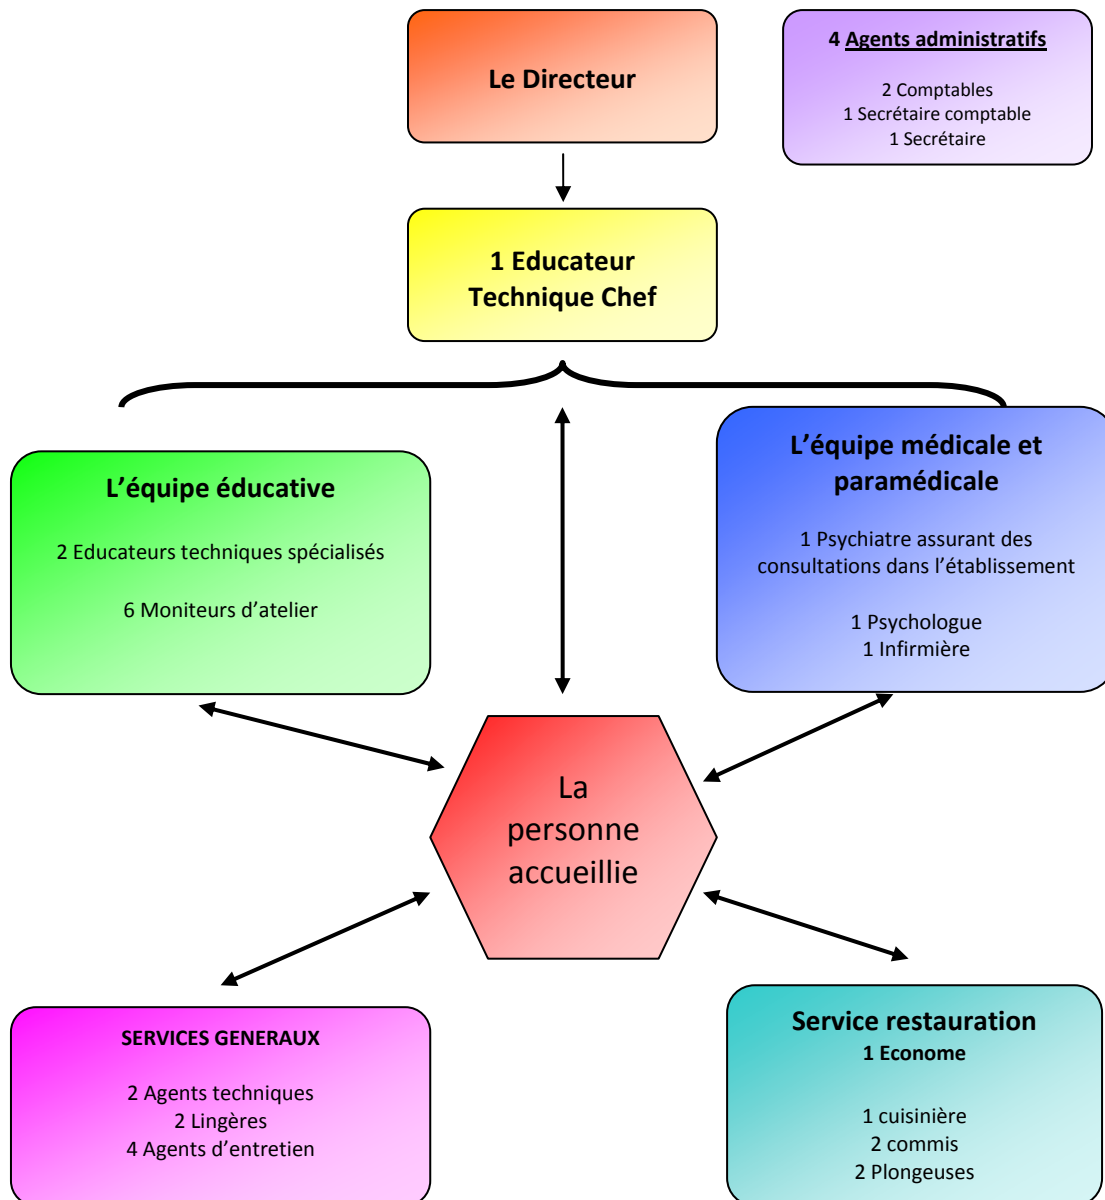 Le Directeur
4 Agents administratifs
2 Comptables
1 Secrétaire comptable
1 Secrétaire
1 Educateur
Technique Chef
L’équipe éducative
2 Educateurs techniques spécialisés
6 Moniteurs d’atelier
L’équipe médicale et
paramédicale
1 Psychiatre assurant des
consultations dans l’établissement
1 Psychologue
1 Infirmière
La
personne
accueillie
SERVICES GENERAUX
2 Agents techniques
2 Lingères
4 Agents d’entretien
Service restauration
1 Econome
1 cuisinière
2 commis
2 Plongeuses